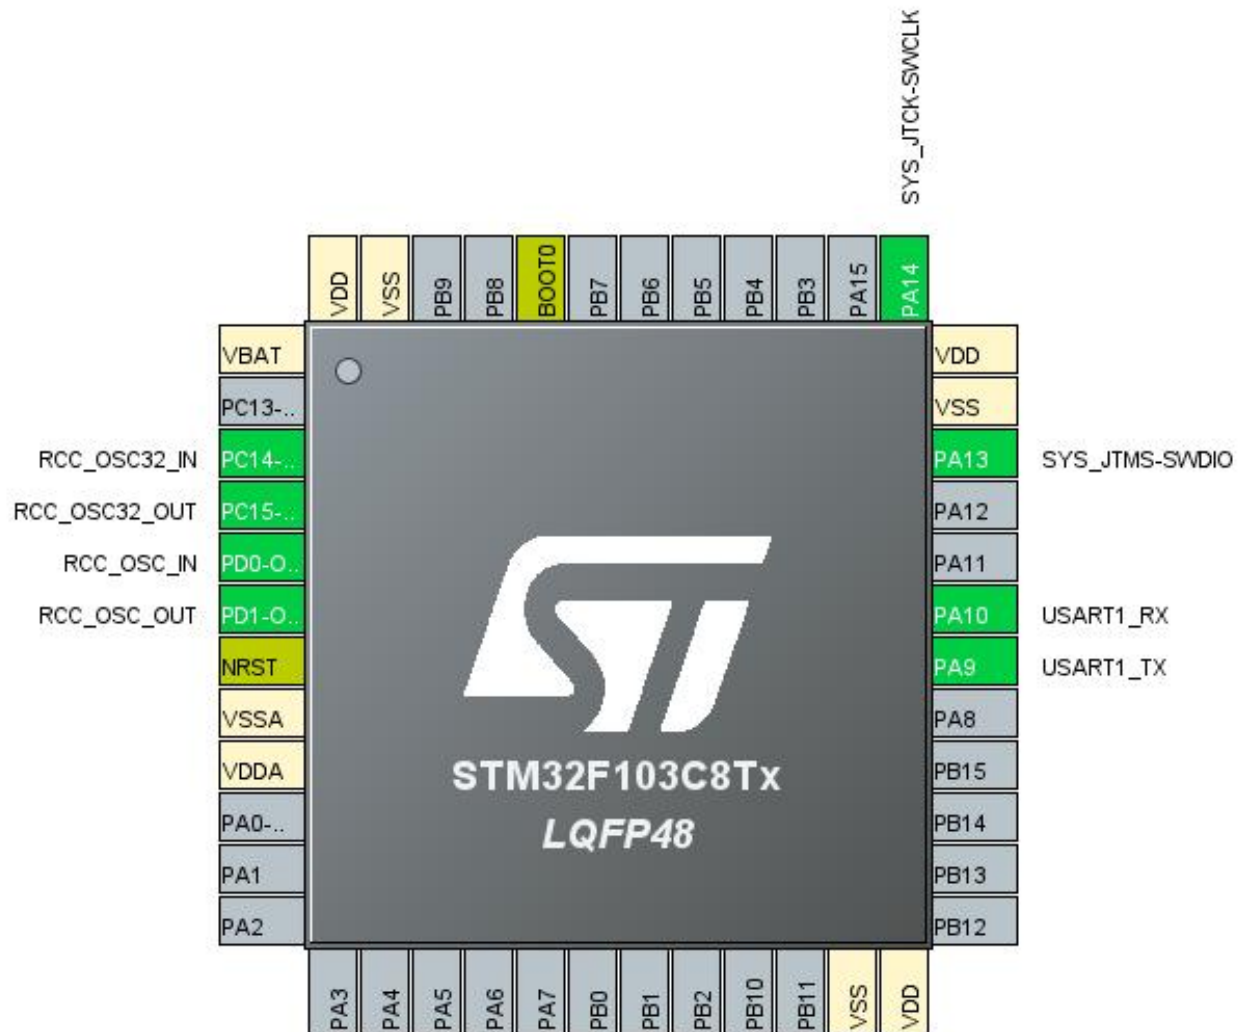 SYS_JTCK-SWCLK
VDD
VSS
PB9
PB8
BOOT0
PB7
PB6
PB5
PB4
PB3
PA15
PA14
VBAT
PC13-..
RCC_OSC32_IN PC14-..
RCC_OSC32_OUT PC15-..
RCC_OSC_IN PD0-O..
RCC_OSC_OUT PD1-O..
NRST
VSSA
VDDA
PA0-..
PA1
PA2
VDD
VSS
PA13 SYS_JTMS-SWDIO
PA12
PA11
PA10 USART1_RX
PA9 USART1_TX
PA8
PB15
PB14
PB13
PB12
ST
STM32F103C8Tx
LQFP48
PA3
PA4
PA5
PA6
PA7
PB0
PB1
PB2
PB10
PB11
VSS
VDD